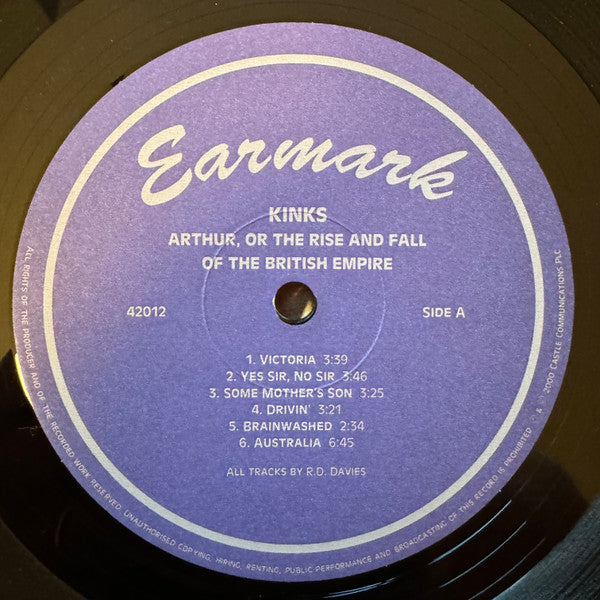 Earmark
KINKS
ARTHUR, OR THE RISE AND FALL
OF THE BRITISH EMPIRE
42012
SIDE A
1. VICTORIA 3:39
2. YES SIR, NO SIR 3:46
3. SOME MOTHER'S SON 3:25
4. DRIVIN' 3:21
5. BRAINWASHED 2:34
6. AUSTRALIA 6:45
ALL TRACKS BY R.D. DAVIES
ALL RIGHTS OF THE PRODUCER AND OF THE RECORDED WORK RESERVED. UNAUTHORISED COPYING, HIRING, RENTING, PUBLIC PERFORMANCE AND BROADCASTING OF THIS RECORD IS PROHIBITED. & © 2000 CASTLE COMMUNICATIONS PLC